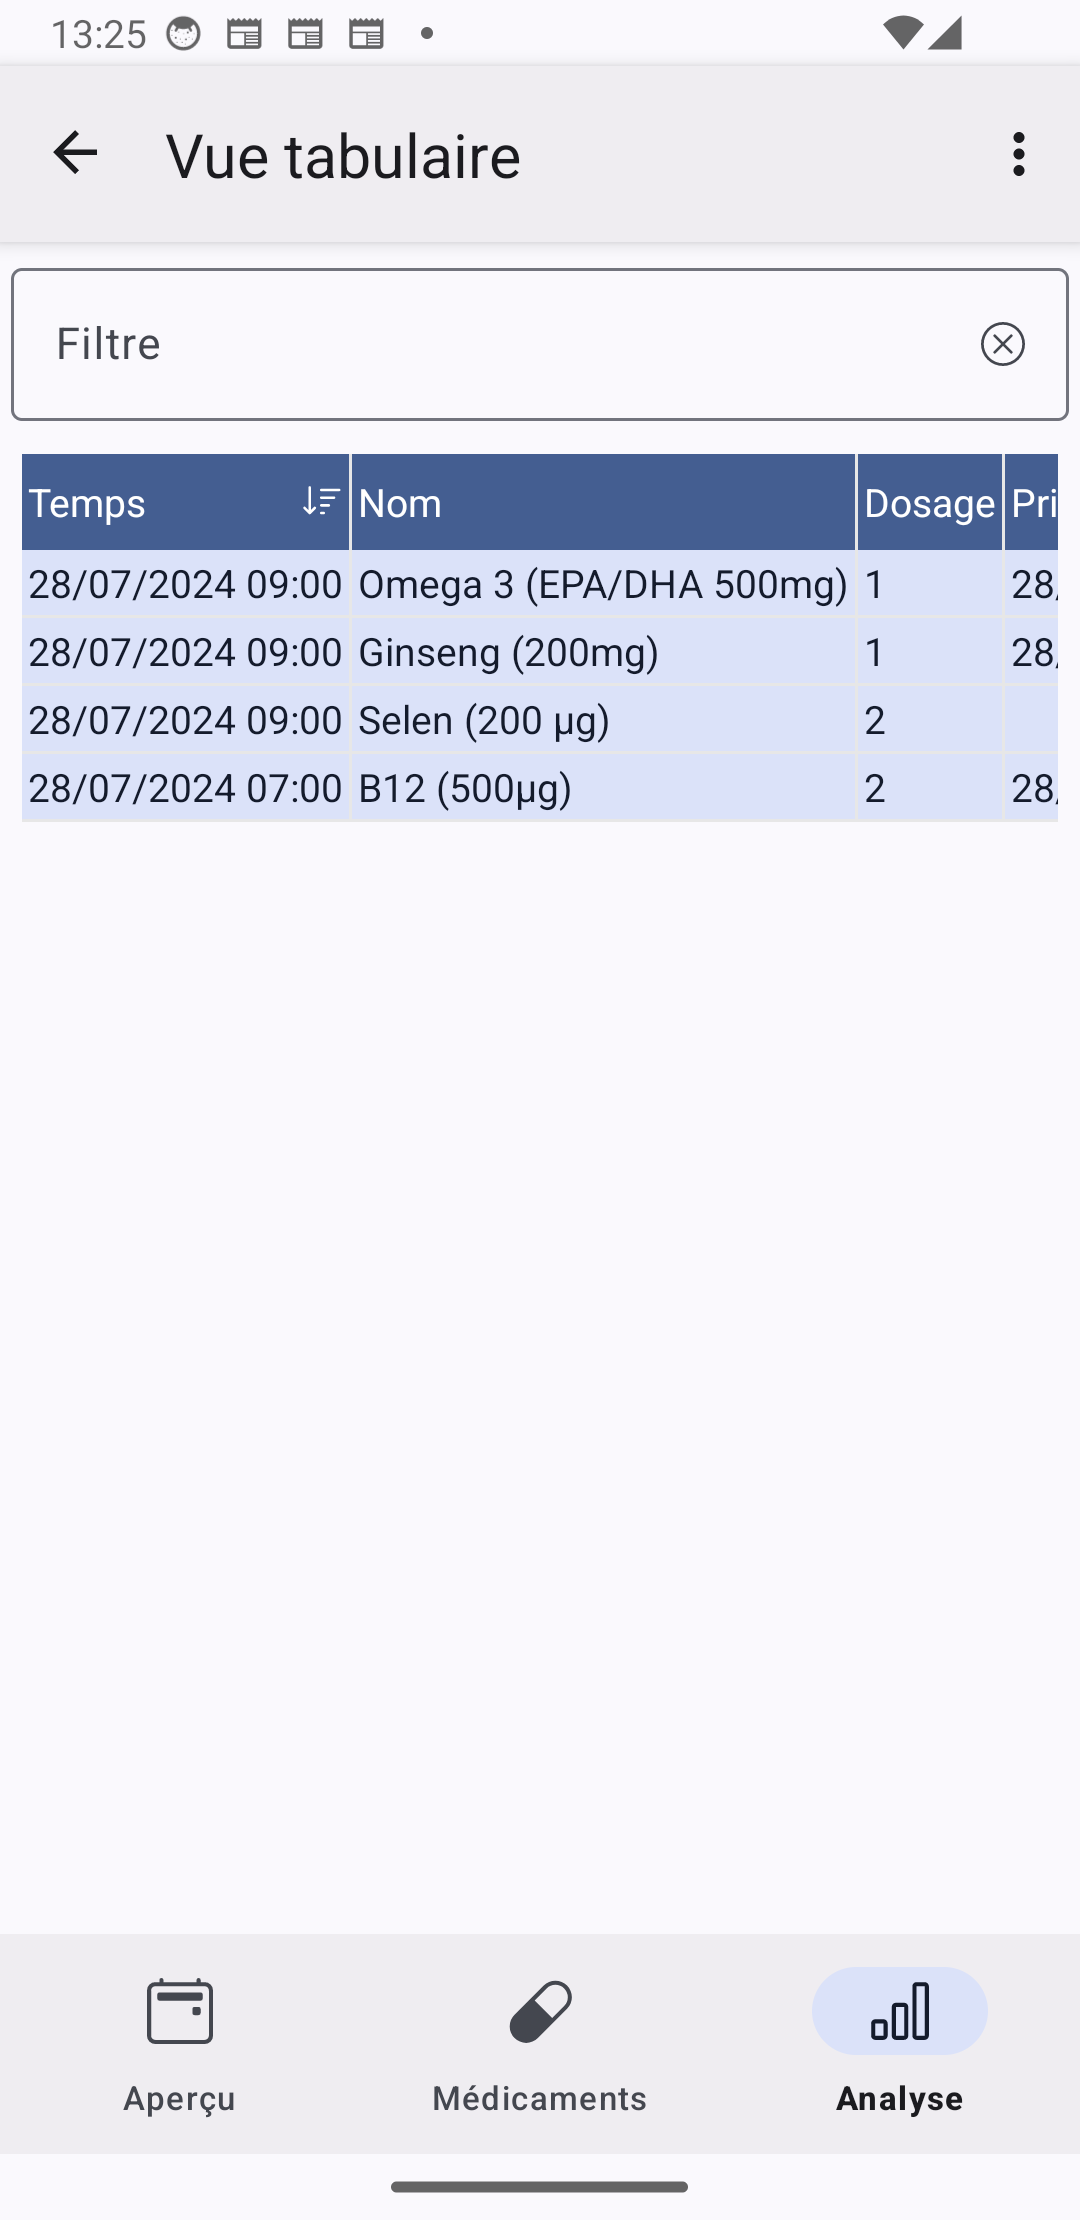 13:25
Vue tabulaire
Filtre
Temps Nom Dosage Pri
28/07/2024 09:00 Omega 3 (EPA/DHA 500mg) 1 28/
28/07/2024 09:00 Ginseng (200mg) 1 28/
28/07/2024 09:00 Selen (200 µg) 2
28/07/2024 07:00 B12 (500µg) 2 28/
Aperçu Médicaments Analyse